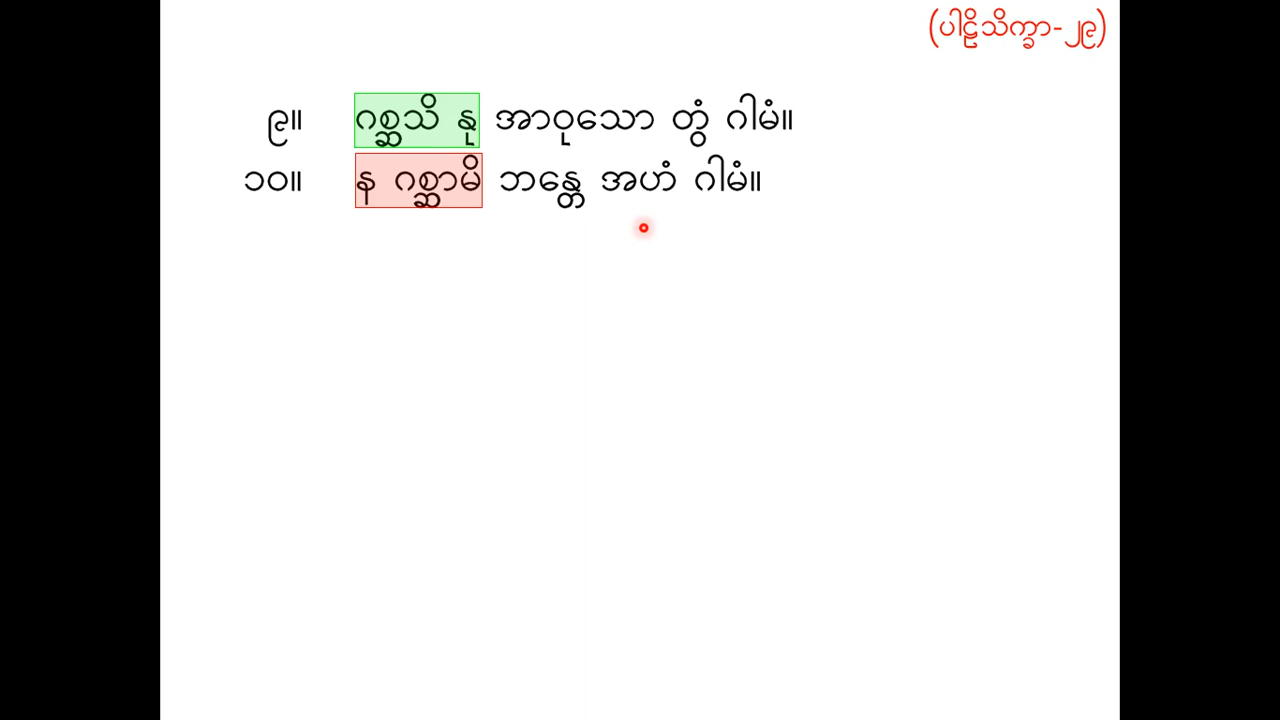 (ပါဠိသိက္ခာ-၂၉)
၉။ ဂစ္ဆသိ နု အာဝုသော တွံ ဂါမံ။
၁၀။ န ဂစ္ဆာမိ ဘန္တေ အဟံ ဂါမံ။